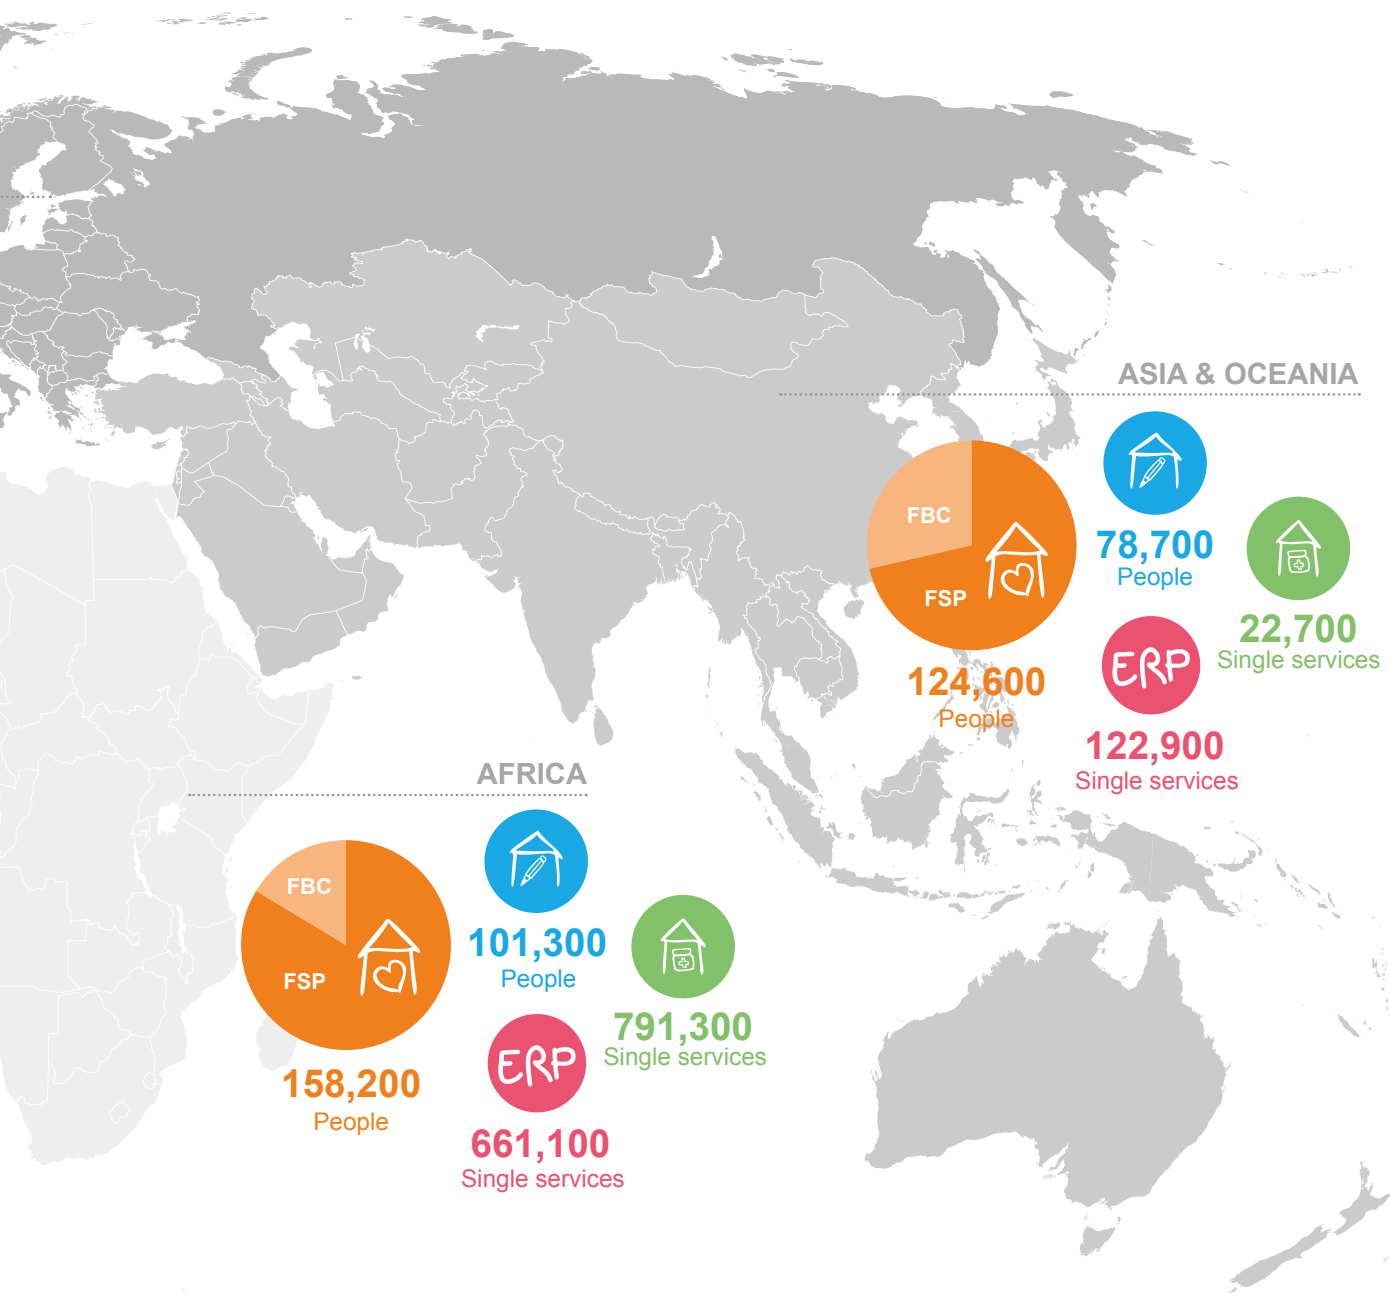 ASIA & OCEANIA
FBC
FSP
124,600
People
78,700
People
22,700
Single services
ERP
122,900
Single services
AFRICA
FBC
FSP
158,200
People
101,300
People
791,300
Single services
ERP
661,100
Single services